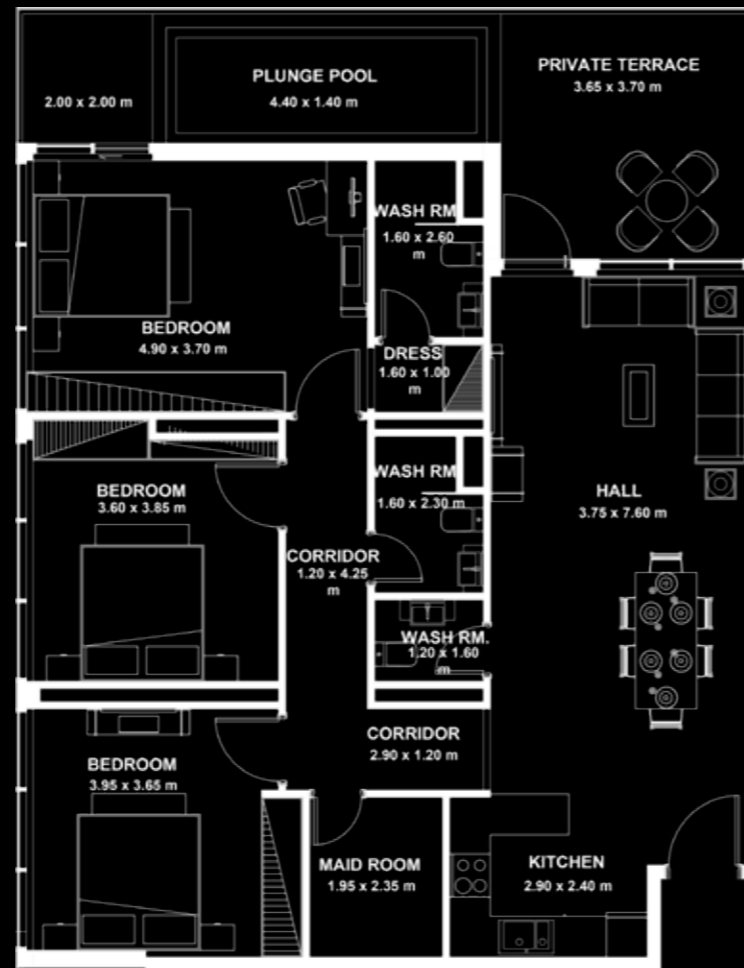 PLUNGE POOL
4.40 x 1.40 m
PRIVATE TERRACE
3.65 x 3.70 m
2.00 x 2.00 m
WASH RM
1.60 x 2.60
m
BEDROOM
4.90 x 3.70 m
DRESS
1.60 x 1.00
m
WASH RM
1.60 x 2.30 m
BEDROOM
3.60 x 3.85 m
HALL
3.75 x 7.60 m
CORRIDOR
1.20 x 4.25
m
WASH RM.
1.20 x 1.60
m
CORRIDOR
2.90 x 1.20 m
BEDROOM
3.95 x 3.65 m
MAID ROOM
1.95 x 2.35 m
KITCHEN
2.90 x 2.40 m